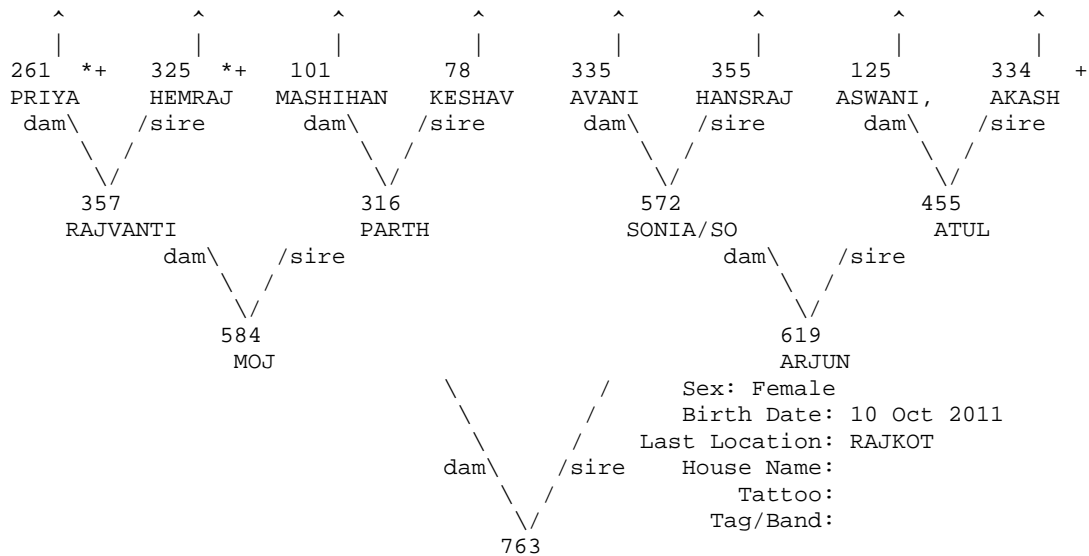 ^ ^ ^ ^ ^ ^ ^ ^
| | | | | | | |
261 *+ 325 *+ 101 78 335 355 125 334 +
PRIYA HEMRAJ MASHIHAN KESHAV AVANI HANSRAJ ASWANI, AKASH
dam\ /sire dam\ /sire dam\ /sire dam\ /sire
\ / \ / \ / \ /
\/ \/ \/ \/
357 316 572 455
RAJVANTI PARTH SONIA/SO ATUL
dam\ /sire dam\ /sire
\ / \ /
\/ \/
584 619
MOJ ARJUN
\ / Sex: Female
\ / Birth Date: 10 Oct 2011
\ / Last Location: RAJKOT
dam\ /sire House Name:
\ / Tattoo:
\/ Tag/Band:
763